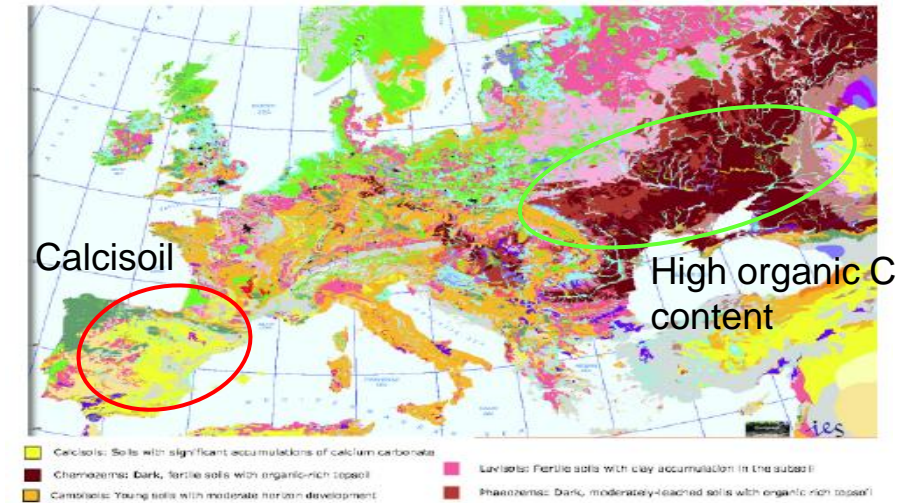 Calcisoil
High organic C
content
ies
Calcisols: Soils with significant accumulations of calcium carbonate
Chernozems: Dark, fertile soils with organic-rich topsoil
Cambisols: Young soils with moderate horizon development
Luvisols: Fertile soils with clay accumulation in the subsoil
Phaeozems: Dark, moderately-leached soils with organic rich topsoil